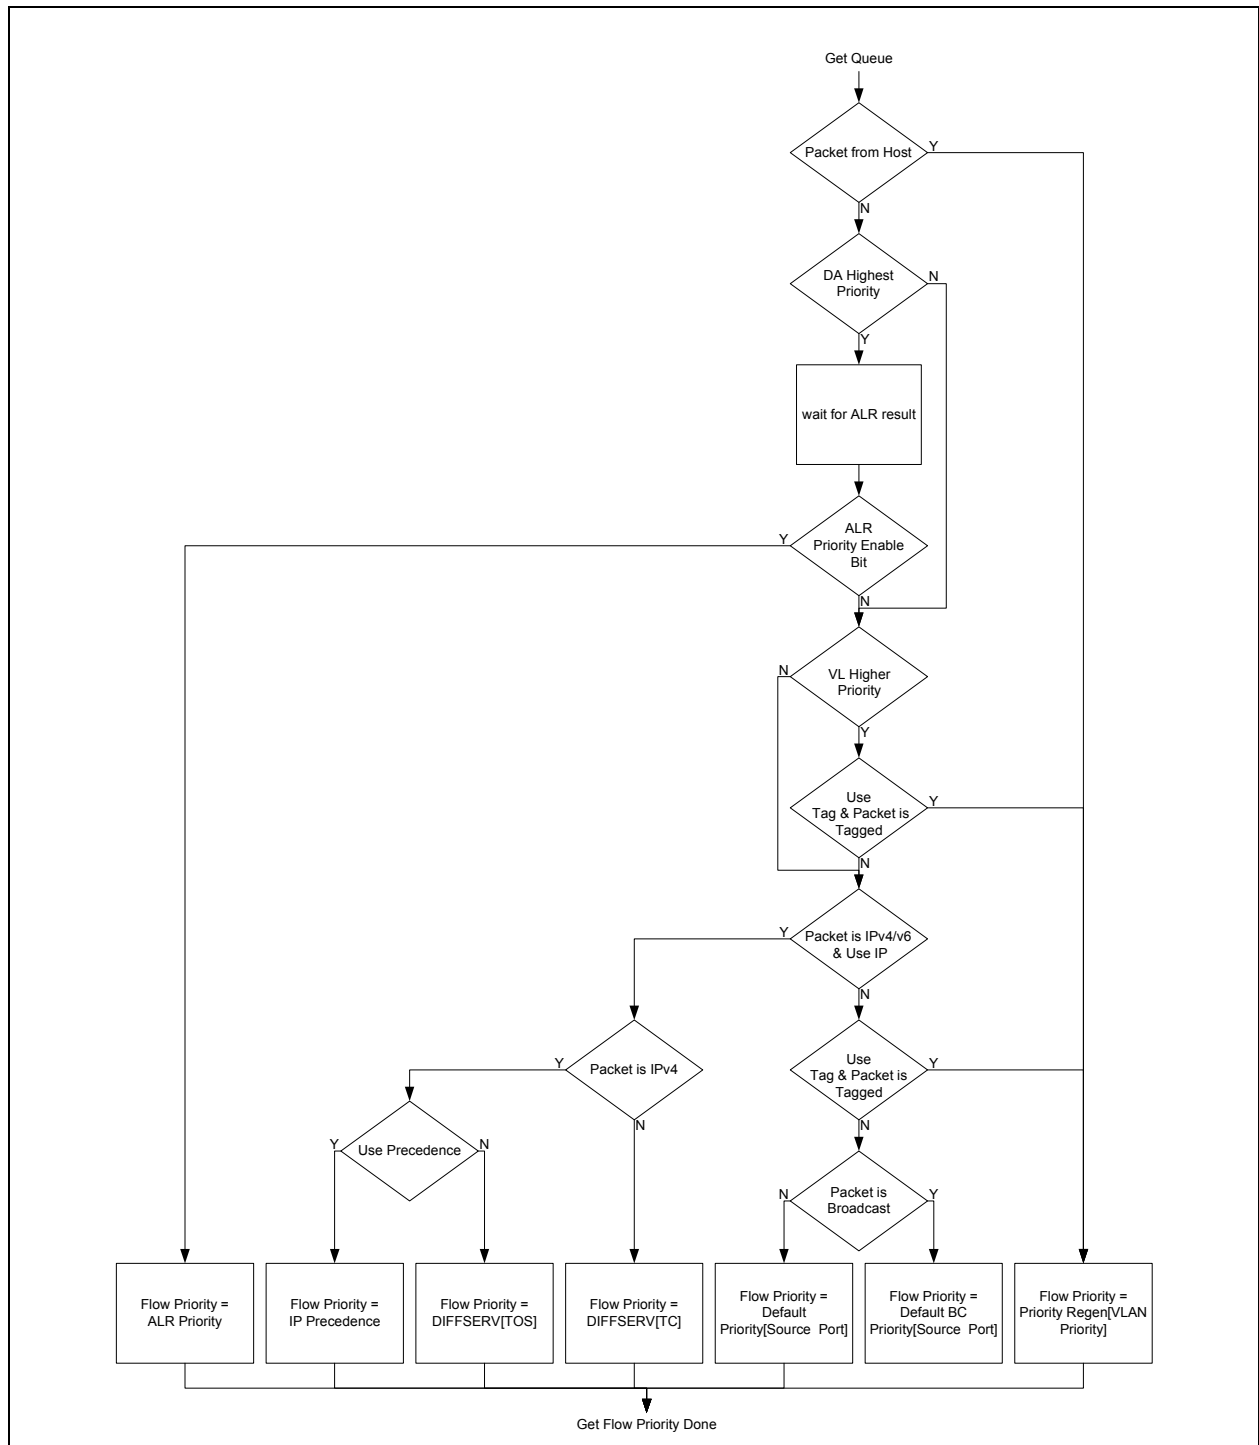 Get Queue
Packet from Host
Y
N
DA Highest
Priority
N
Y
wait for ALR result
ALR
Priority Enable
Bit
Y
N
VL Higher
Priority
N
Y
Use
Tag & Packet is
Tagged
Y
N
Packet is IPv4/v6
& Use IP
Y
N
Packet is IPv4
Y
N
Use
Tag & Packet is
Tagged
Y
N
Use Precedence
Y
N
Packet is
Broadcast
N
Y
Flow Priority =
ALR Priority
Flow Priority =
IP Precedence
Flow Priority =
DIFFSERV[TOS]
Flow Priority =
DIFFSERV[TC]
Flow Priority =
Default
Priority[Source Port]
Flow Priority =
Default BC
Priority[Source Port]
Flow Priority =
Priority Regen[VLAN
Priority]
Get Flow Priority Done